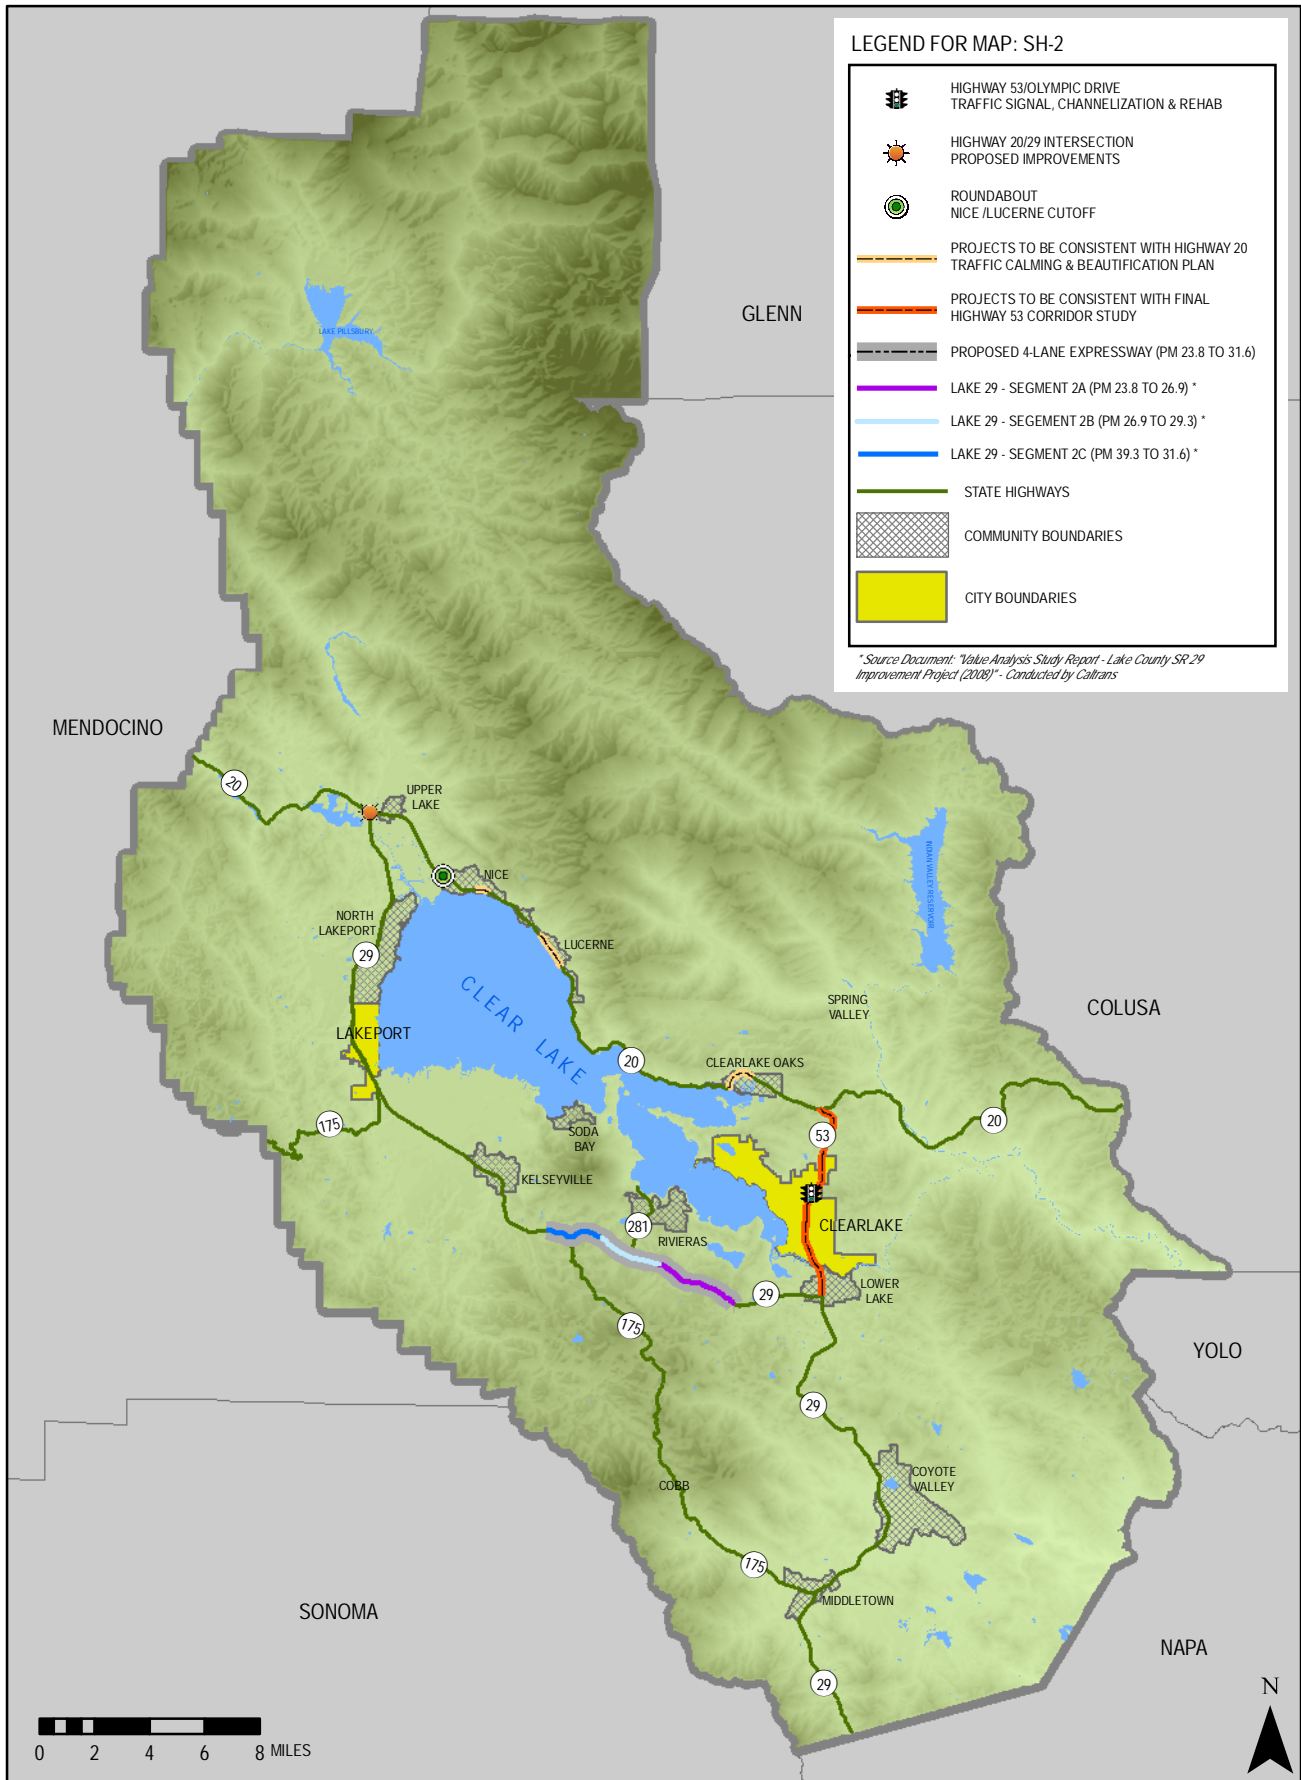 LEGEND FOR MAP: SH-2
HIGHWAY 53/OLYMPIC DRIVE
TRAFFIC SIGNAL, CHANNELIZATION & REHAB
HIGHWAY 20/29 INTERSECTION
PROPOSED IMPROVEMENTS
ROUNDABOUT
NICE /LUCERNE CUTOFF
PROJECTS TO BE CONSISTENT WITH HIGHWAY 20
TRAFFIC CALMING & BEAUTIFICATION PLAN
PROJECTS TO BE CONSISTENT WITH FINAL
HIGHWAY 53 CORRIDOR STUDY
PROPOSED 4-LANE EXPRESSWAY (PM 23.8 TO 31.6)
LAKE 29 - SEGMENT 2A (PM 23.8 TO 26.9) *
LAKE 29 - SEGEMENT 2B (PM 26.9 TO 29.3) *
LAKE 29 - SEGMENT 2C (PM 39.3 TO 31.6) *
STATE HIGHWAYS
COMMUNITY BOUNDARIES
CITY BOUNDARIES
* Source Document: "Value Analysis Study Report - Lake County SR 29
Improvement Project (2008)" - Conducted by Caltrans
GLENN
LAKE PILLSBURY
MENDOCINO
20
UPPER
LAKE
NICE
INDIAN VALLEY RESERVOIR
NORTH
LAKEPORT
29
LUCERNE
CLEAR LAKE
SPRING
VALLEY
COLUSA
LAKEPORT
20
CLEARLAKE OAKS
175
SODA
BAY
53
20
KELSEYVILLE
281
RIVIERAS
CLEARLAKE
29
LOWER
LAKE
175
YOLO
29
COBB
COYOTE
VALLEY
175
MIDDLETOWN
SONOMA
NAPA
29
N
0 2 4 6 8 MILES